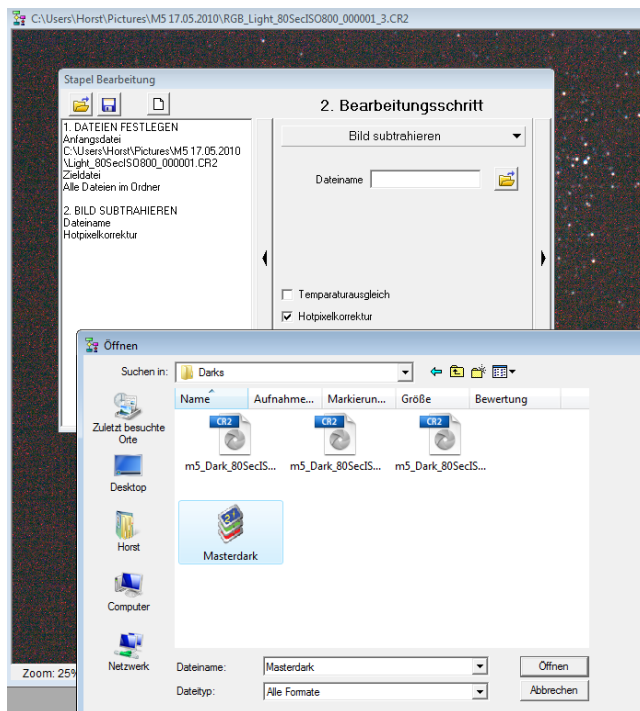 C:\Users\Horst\Pictures\M5 17.05.2010\RGB_Light_80SecISO800_000001_3.CR2
Stapel Bearbeitung
2. Bearbeitungsschritt
1. DATEIEN FESTLEGEN
Anfangsdatei
C:\Users\Horst\Pictures\M5 17.05.2010
\Light_80SecISO800_000001.CR2
Zieldatei
Alle Dateien im Ordner
2. BILD SUBTRAHIEREN
Dateiname
Hotpixelkorrektur
Bild subtrahieren
Dateiname
Temperaturausgleich
Hotpixelkorrektur
Öffnen
Suchen in:
Darks
Name Aufnahme... Markierun... Größe Bewertung
Zuletzt besuchte
Orte
Desktop
Horst
Computer
Netzwerk
CR2 CR2 CR2
m5_Dark_80SecIS... m5_Dark_80SecIS... m5_Dark_80SecIS...
Masterdark
Zoom: 25%
Dateiname: Masterdark Öffnen
Dateityp: Alle Formate Abbrechen